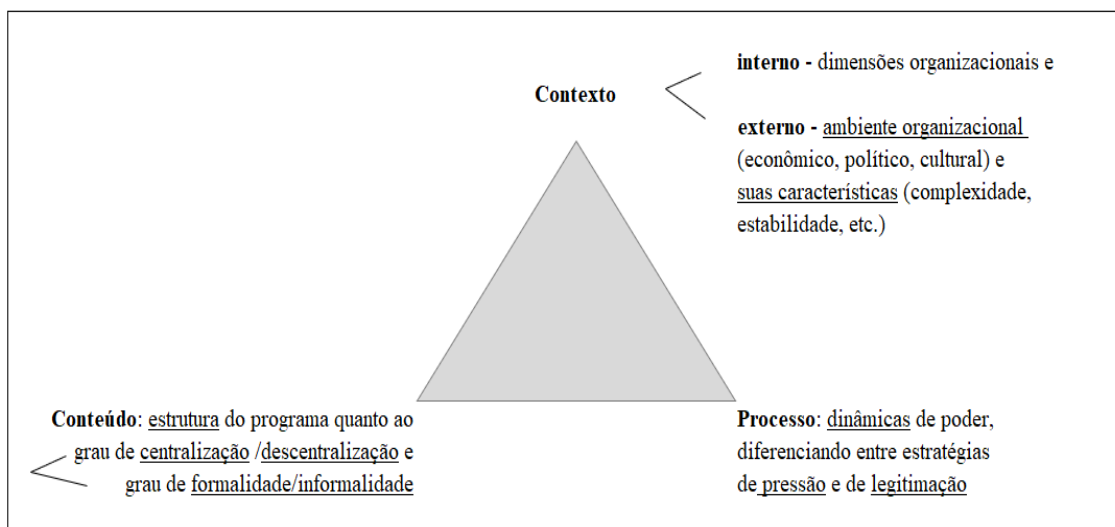 Contexto
interno - dimensões organizacionais e
externo - ambiente organizacional
(econômico, político, cultural) e
suas características (complexidade,
estabilidade, etc.)
Conteúdo: estrutura do programa quanto ao
grau de centralização /descentralização e
grau de formalidade/informalidade
Processo: dinâmicas de poder,
diferenciando entre estratégias
de pressão e de legitimação